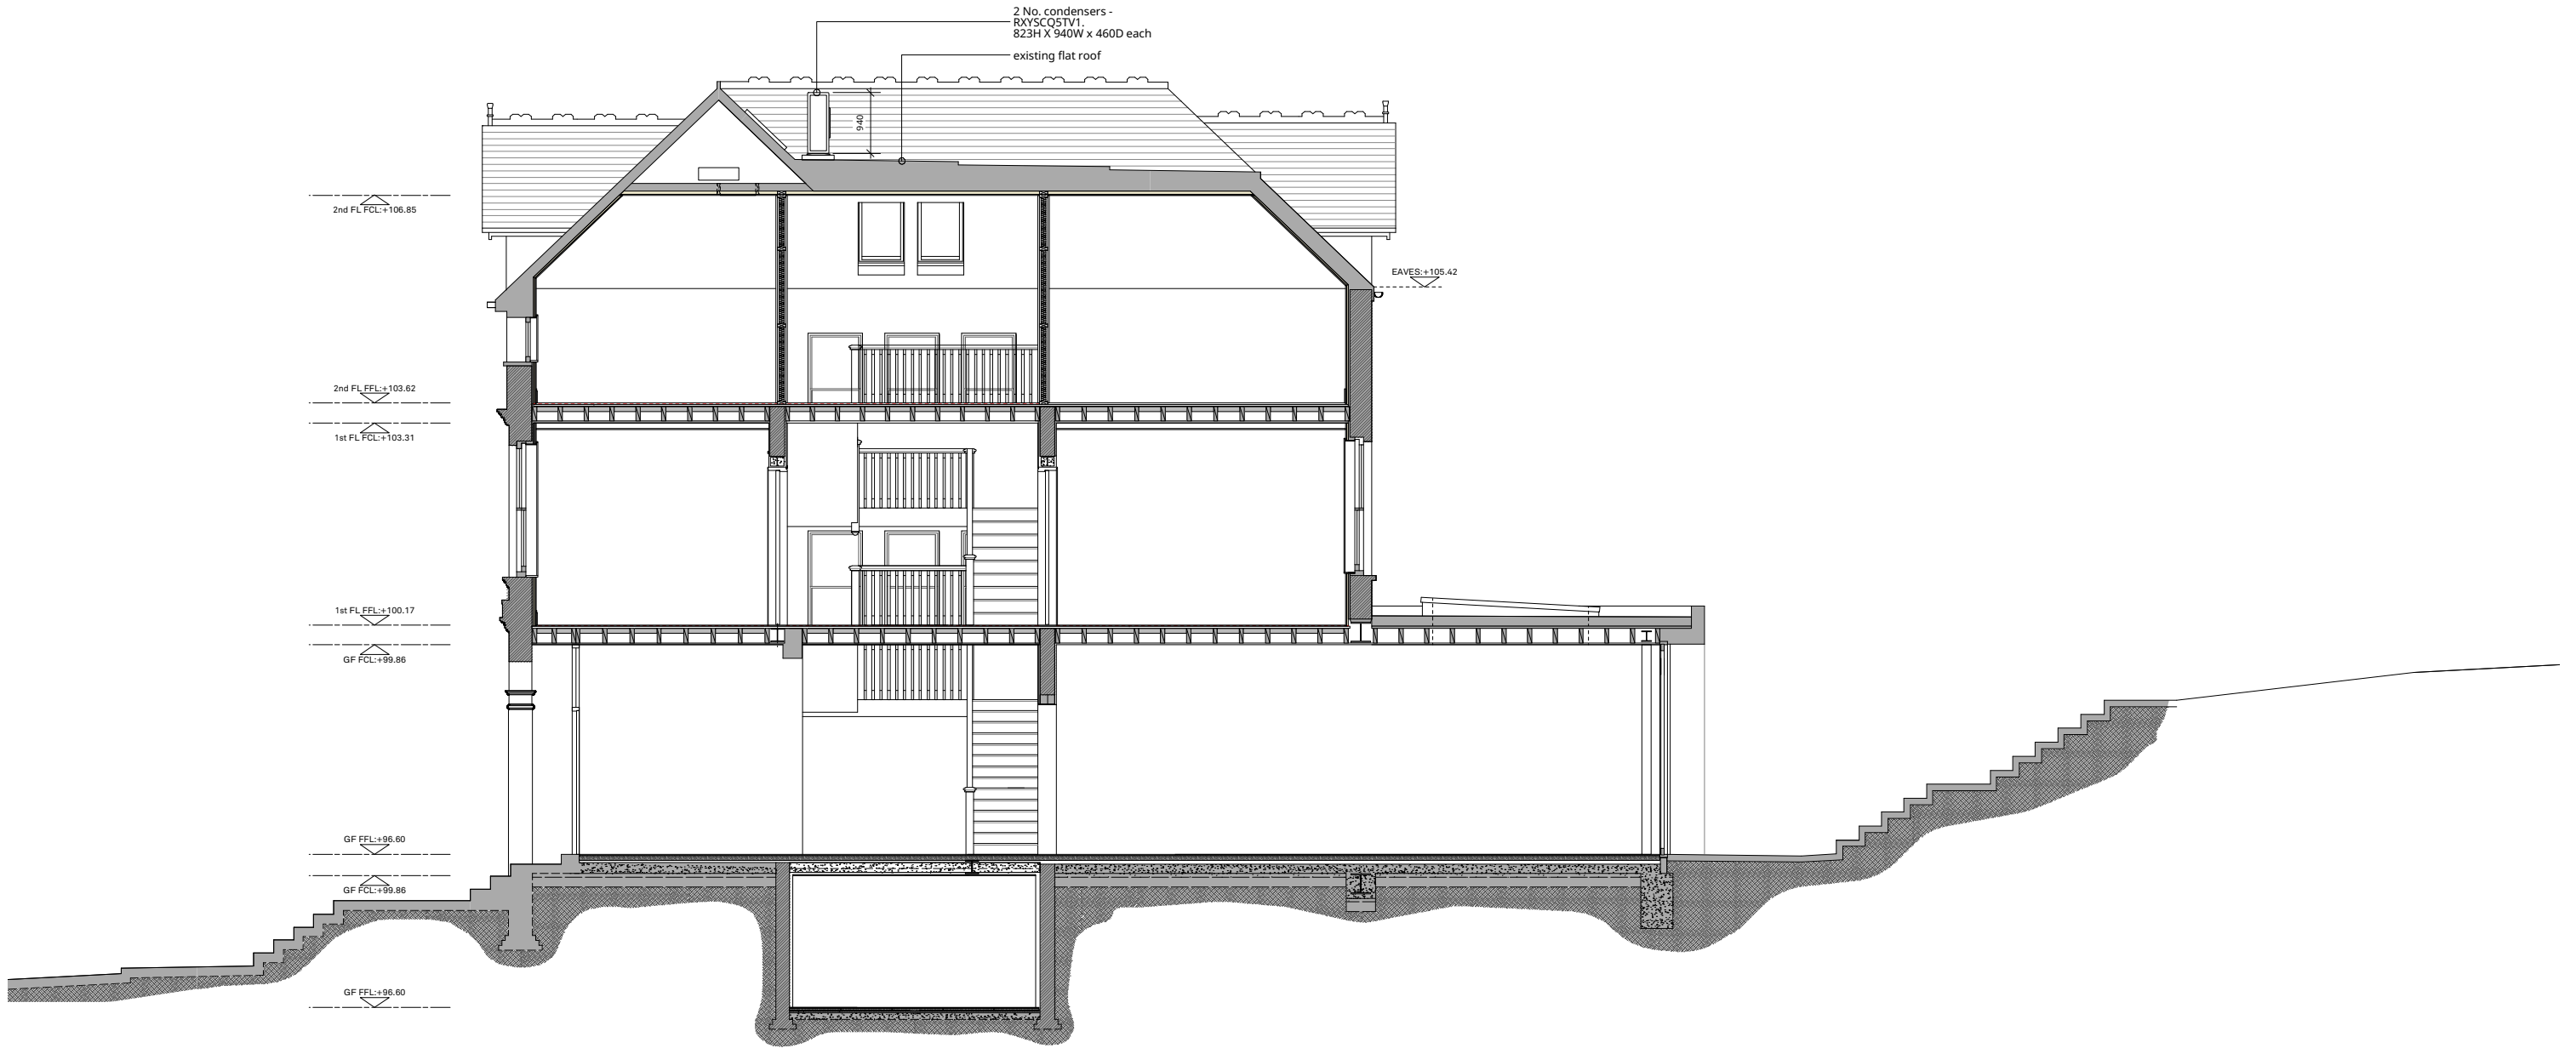 2 No. condensers -
RXYSCQ5TV1.
823H X 940W x 460D each
existing flat roof
940
2nd FL FCL:+106.85
EAVES:+105.42
2nd FL FFL:+103.62
1st FL FCL:+103.31
1st FL FFL:+100.17
GF FCL:+99.86
GF FFL:+96.60
GF FCL:+99.86
GF FFL:+96.60